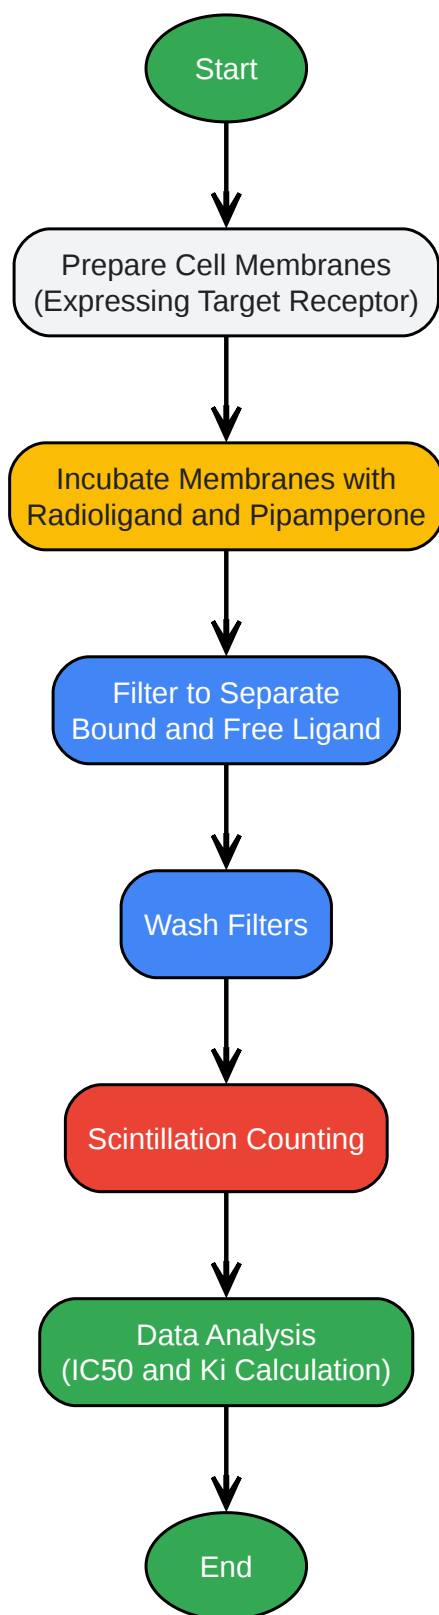 Start
Prepare Cell Membranes
(Expressing Target Receptor)
Incubate Membranes with
Radioligand and Pipamperone
Filter to Separate
Bound and Free Ligand
Wash Filters
Scintillation Counting
Data Analysis
(IC50 and Ki Calculation)
End